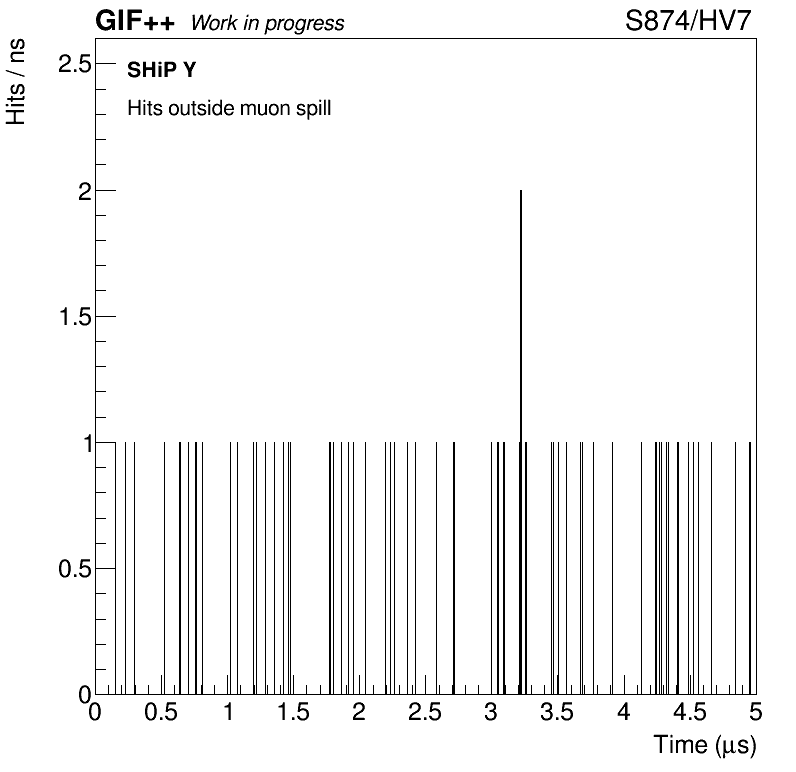 GIF++ Work in progress S874/HV7
Hits / ns
SHiP Y
Hits outside muon spill
2.5
2
1.5
1
0.5
0
0 0.5 1 1.5 2 2.5 3 3.5 4 4.5 5
Time (μs)